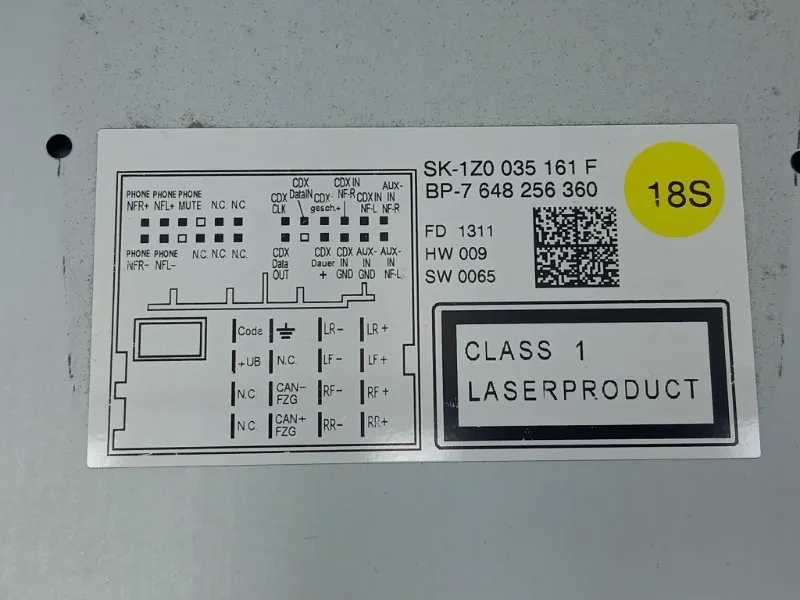 SK-1Z0 035 161 F
BP-7 648 256 360
18S
FD 1311
HW 009
SW 0065
CLASS 1
LASERPRODUCT
PHONE PHONE PHONE
NFR+ NFL+ MUTE N.C. N.C.
PHONE PHONE
NFR- NFL- N.C. N.C. N.C.
CDX CLK
CDX DataIN
CDX- gesch.+
CDX IN NF-R
CDX IN NF-L
AUX- IN NF-R
CDX Data OUT
CDX Dauer +
CDX IN GND
AUX- IN GND
AUX- IN NF-L
Code LR- LR+
+UB N.C. LF- LF+
N.C CAN- FZG RF- RF+
N.C. CAN+ FZG RR- RR+